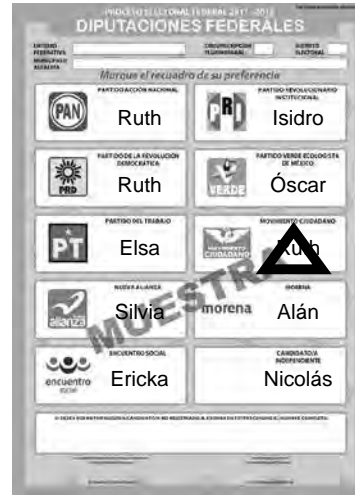 PROCESO ELECTORAL FEDERAL 2017-2018
DIPUTACIONES FEDERALES
ENTIDAD FEDERATIVA
CIRCUNSCRIPCIÓN PLURINOMINAL
DISTRITO ELECTORAL
MUNICIPIO O ALCALDÍA
Marque el recuadro de su preferencia
PARTIDO ACCIÓN NACIONAL
PAN
Ruth
PARTIDO REVOLUCIONARIO INSTITUCIONAL
PRI
Isidro
PARTIDO DE LA REVOLUCIÓN DEMOCRÁTICA
PRD
Ruth
PARTIDO VERDE ECOLOGISTA DE MÉXICO
VERDE
Óscar
PARTIDO DEL TRABAJO
PT
Elsa
MOVIMIENTO CIUDADANO
MOVIMIENTO CIUDADANO
Ruth
NUEVA ALIANZA
alianza
Silvia
MORENA
morena
Alán
MUESTRA
ENCUENTRO SOCIAL
encuentro social
Ericka
CANDIDATO/A INDEPENDIENTE
Nicolás